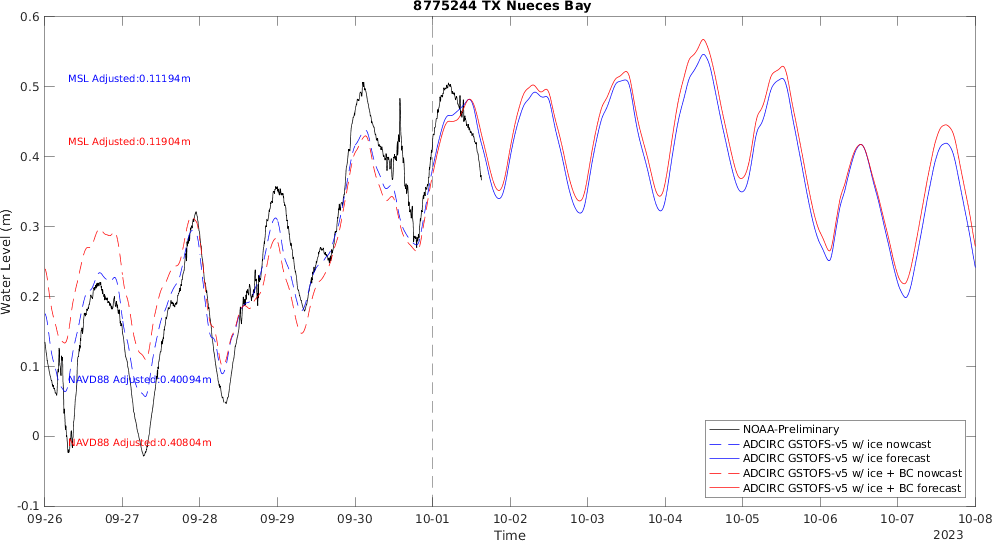 8775244 TX Nueces Bay
0.6
0.5
0.4
0.3
0.2
0.1
0
-0.1
Water Level (m)
MSL Adjusted:0.11194m
MSL Adjusted:0.11904m
NAVD88 Adjusted:0.40094m
NAVD88 Adjusted:0.40804m
NOAA-Preliminary
ADCIRC GSTOFS-v5 w/ ice nowcast
ADCIRC GSTOFS-v5 w/ ice forecast
ADCIRC GSTOFS-v5 w/ ice + BC nowcast
ADCIRC GSTOFS-v5 w/ ice + BC forecast
09-26 09-27 09-28 09-29 09-30 10-01 10-02 10-03 10-04 10-05 10-06 10-07 10-08
Time
2023